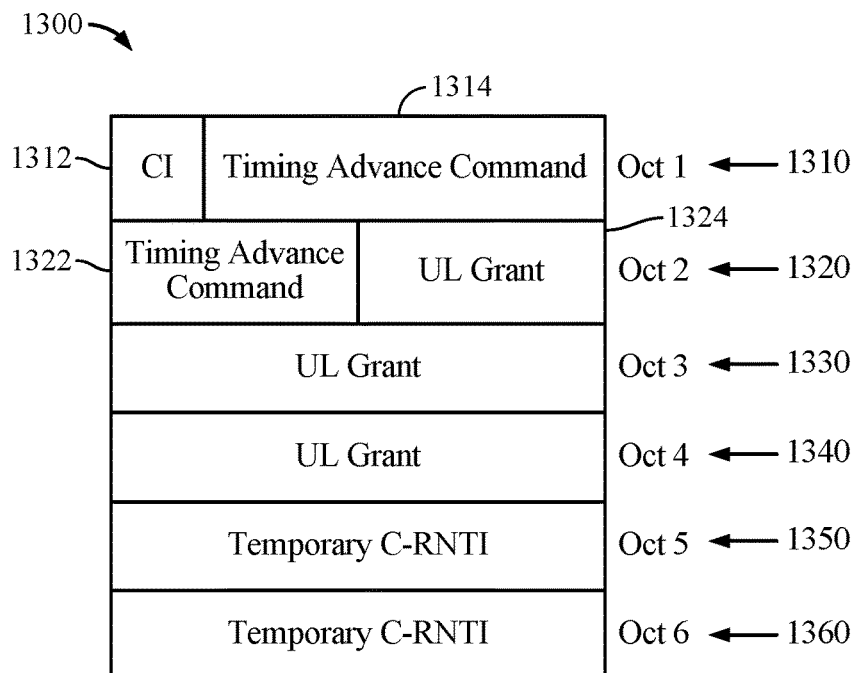 1300
1314
1312 CI Timing Advance Command Oct 1 1310
1324
1322 Timing Advance Command UL Grant Oct 2 1320
UL Grant Oct 3 1330
UL Grant Oct 4 1340
Temporary C-RNTI Oct 5 1350
Temporary C-RNTI Oct 6 1360